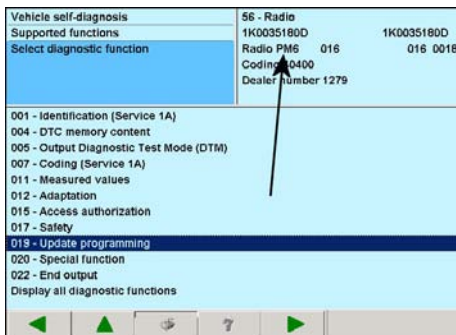 Vehicle self-diagnosis
Supported functions
Select diagnostic function
56 - Radio
1K0035180D 1K0035180D
Radio PM6 016 016 0018
Coding 40400
Dealer number 1279
001 - Identification (Service 1A)
004 - DTC memory content
005 - Output Diagnostic Test Mode (DTM)
007 - Coding (Service 1A)
011 - Measured values
012 - Adaptation
015 - Access authorization
017 - Safety
019 - Update programming
020 - Special function
022 - End output
Display all diagnostic functions
?